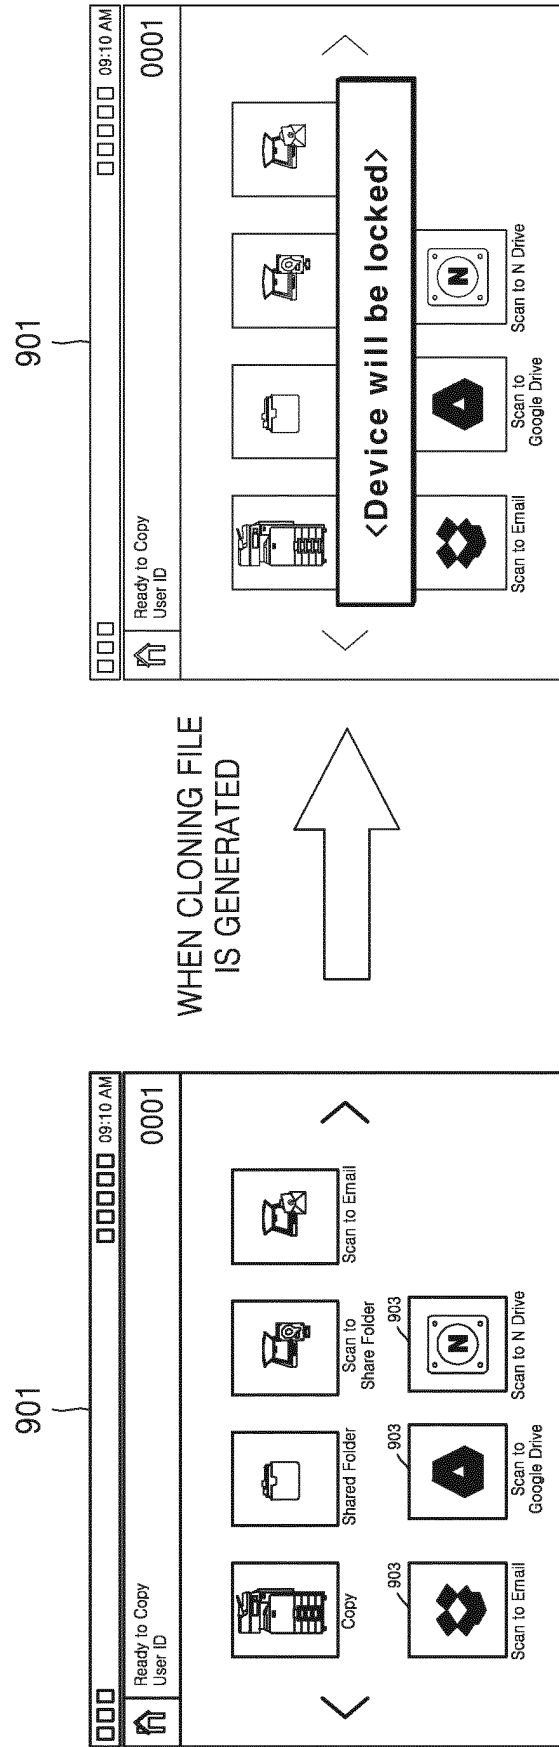 901
09:10 AM
Ready to Copy
User ID
0001
Copy
Shared Folder
Scan to
Share Folder
Scan to Email
903
903
903
Scan to Email
Scan to
Google Drive
N
Scan to N Drive
WHEN CLONING FILE
IS GENERATED
901
09:10 AM
Ready to Copy
User ID
0001
<Device will be locked>
Scan to Email
Scan to
Google Drive
N
Scan to N Drive